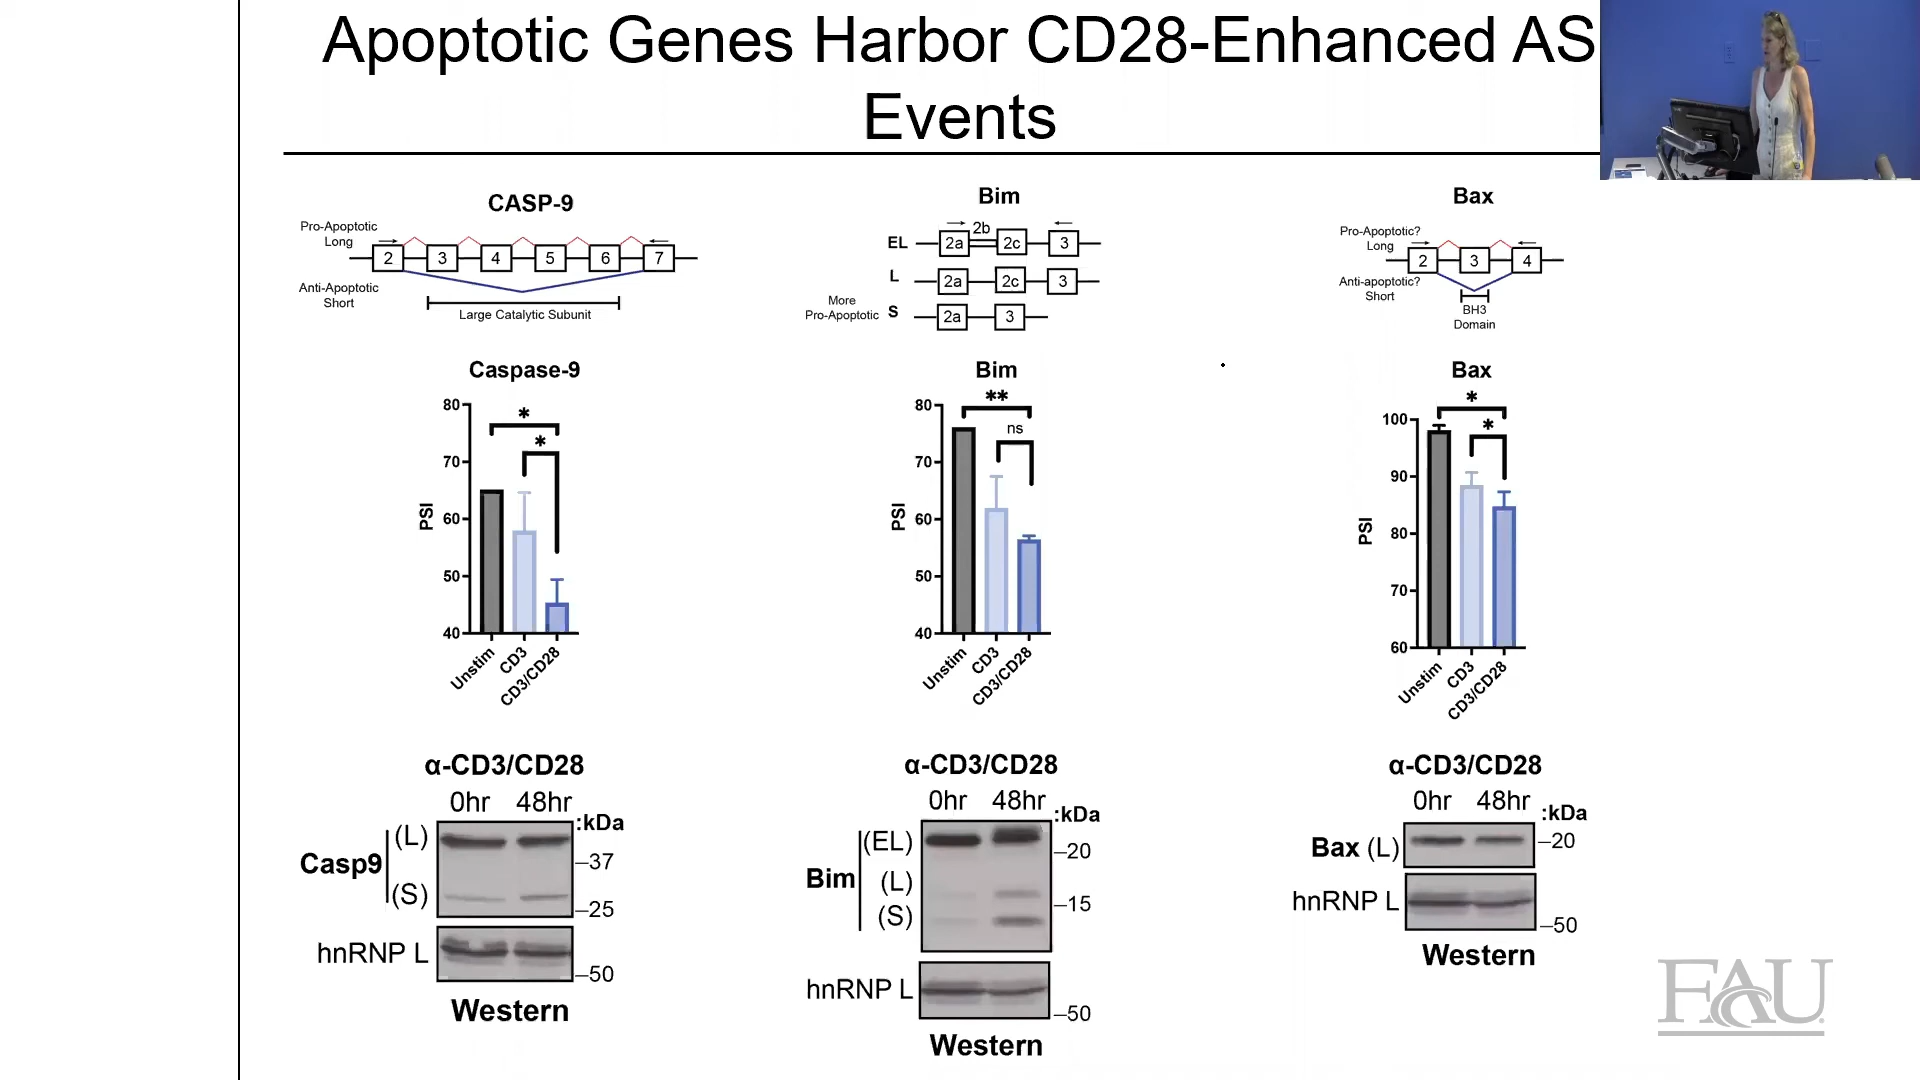 Apoptotic Genes Harbor CD28-Enhanced AS
Events
CASP-9
Pro-Apoptotic
Long
2 3 4 5 6 7
Anti-Apoptotic
Short
Large Catalytic Subunit
Bim
EL 2a 2b 2c 3
L 2a 2c 3
More
Pro-Apoptotic S 2a 3
Bax
Pro-Apoptotic?
Long
2 3 4
Anti-apoptotic?
Short
BH3
Domain
Caspase-9
*
*
80
70
60
50
40
PSI
Unstim
CD3
CD3/CD28
Bim
**
ns
80
70
60
50
40
PSI
Unstim
CD3
CD3/CD28
Bax
*
*
100
90
80
70
60
PSI
Unstim
CD3
CD3/CD28
α-CD3/CD28
0hr 48hr
:kDa
Casp9 (L)
(S)
–37
–25
hnRNP L
–50
Western
α-CD3/CD28
0hr 48hr
:kDa
Bim (EL)
(L)
(S)
–20
–15
hnRNP L
–50
Western
α-CD3/CD28
0hr 48hr
:kDa
Bax (L)
–20
hnRNP L
–50
Western
FAU